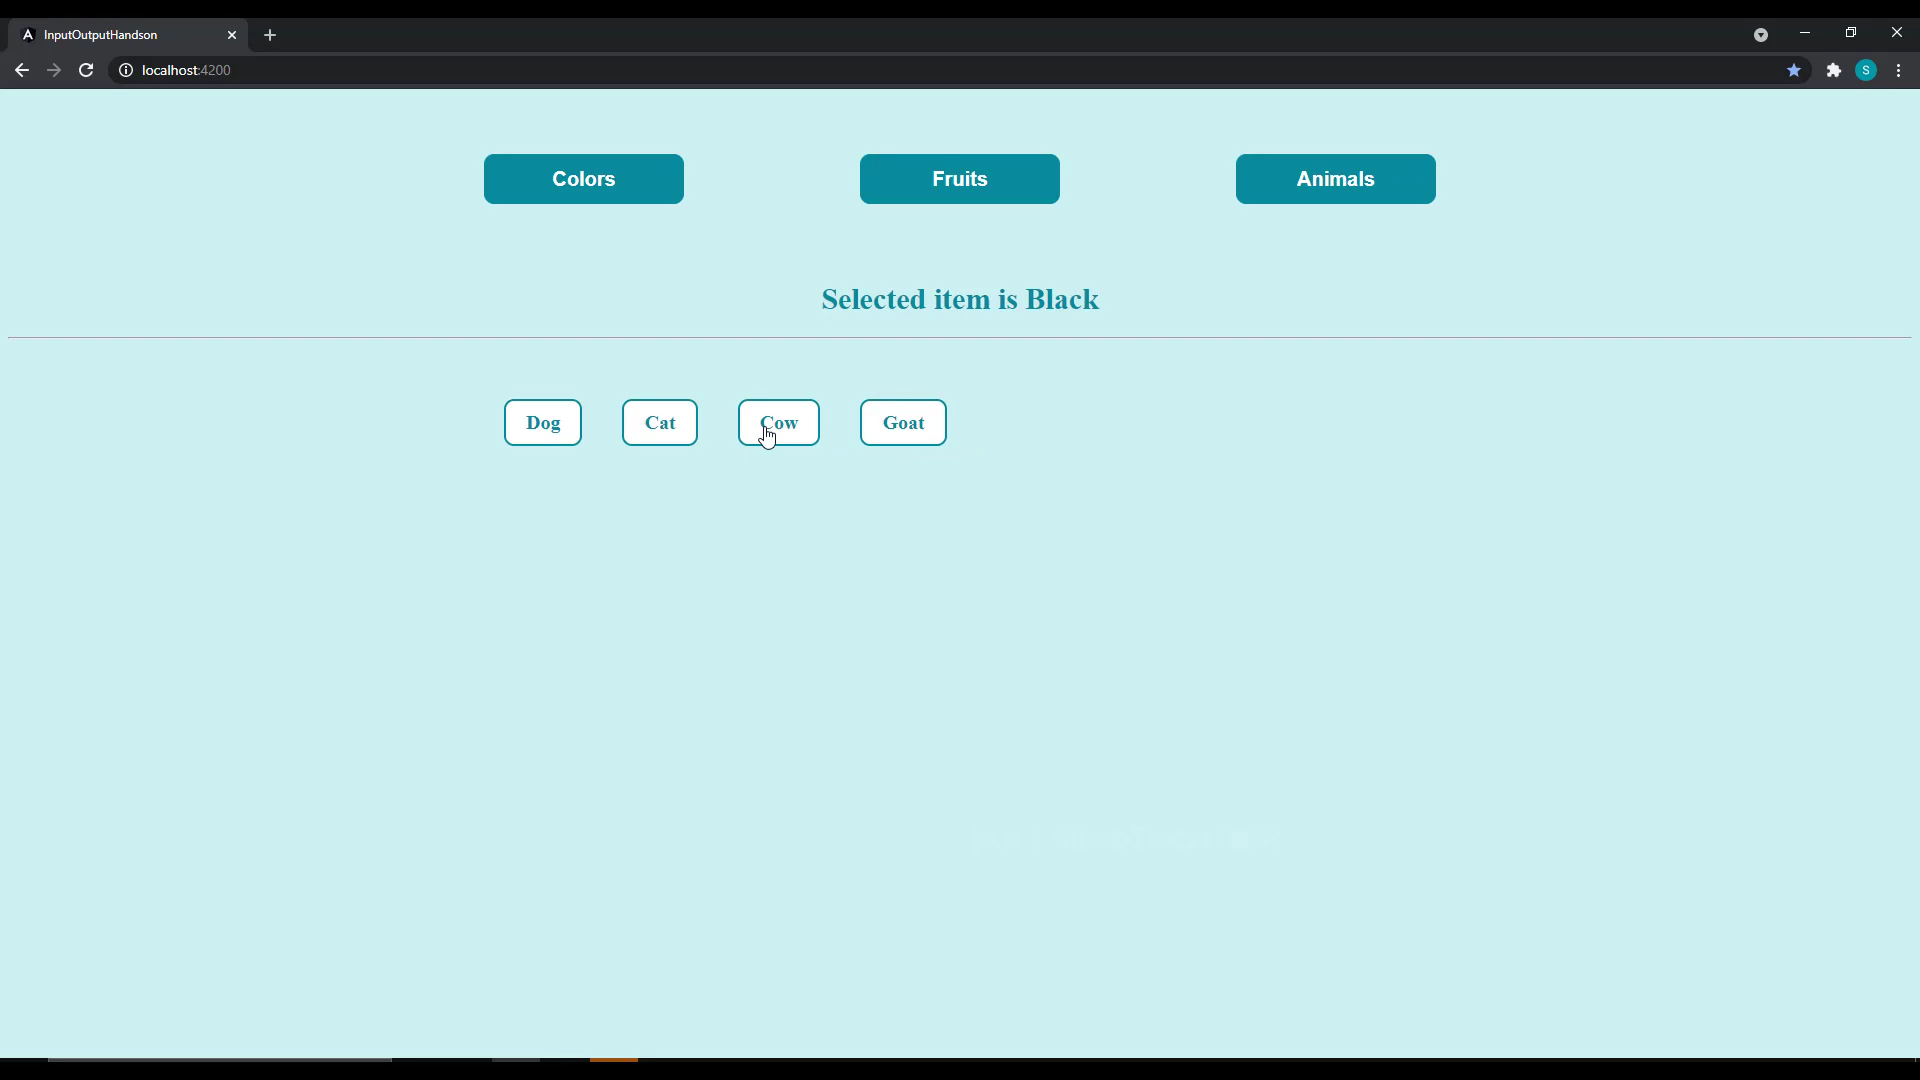 InputOutputHandson
localhost:4200
S
Colors
Fruits
Animals
Selected item is Black
Dog
Cat
Cow
Goat